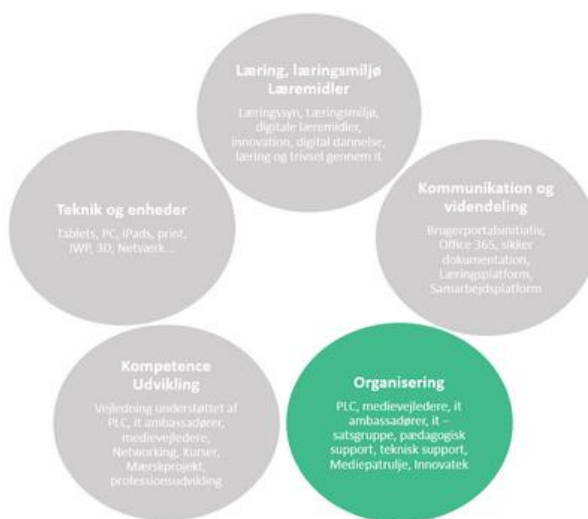 Læring, læringsmiljø
Læremidler
Læringssyn, Læringsmiljø,
digitale læremidler,
innovation, digital dannelse,
læring og trivsel gennem it
Teknik og enheder
Tablets, PC, iPads, print,
IWP, 3D, Netværk...
Kommunikation og
videndeling
Brugerportalsinitiativ,
Office 365, sikker
dokumentation,
Læringsplatform,
Samarbejdsplatform
Kompetence
Udvikling
Vejledning understøttet af
PLC, it ambassadører,
medievejledere,
Networking, Kurser,
Mærskprojekt,
professionsudvikling
Organisering
PLC, medievejledere, it
ambassadører, it –
satsgruppe, pædagogisk
support, teknisk support,
Mediepatrulje, Innovatek